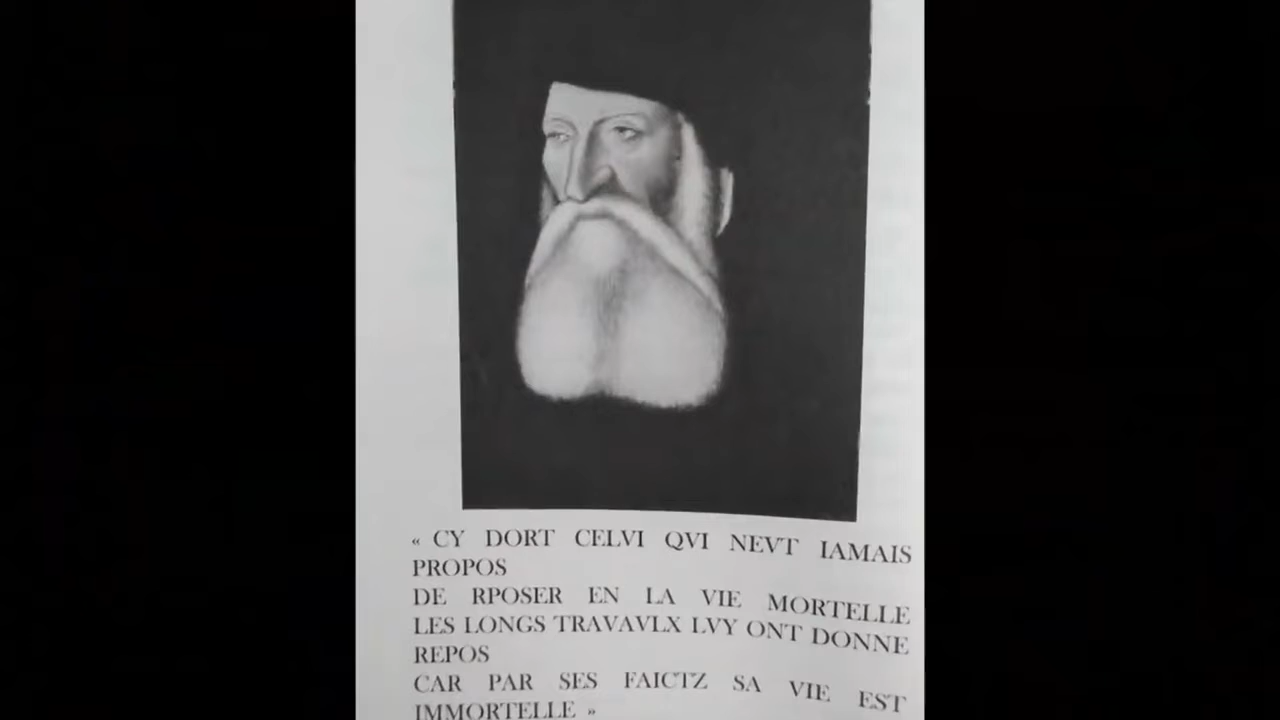 « CY DORT CELVI QVI NEVT IAMAIS
PROPOS
DE RPOSER EN LA VIE MORTELLE
LES LONGS TRAVAVLX LVY ONT DONNE
REPOS
CAR PAR SES FAICTZ SA VIE EST
IMMORTELLE »